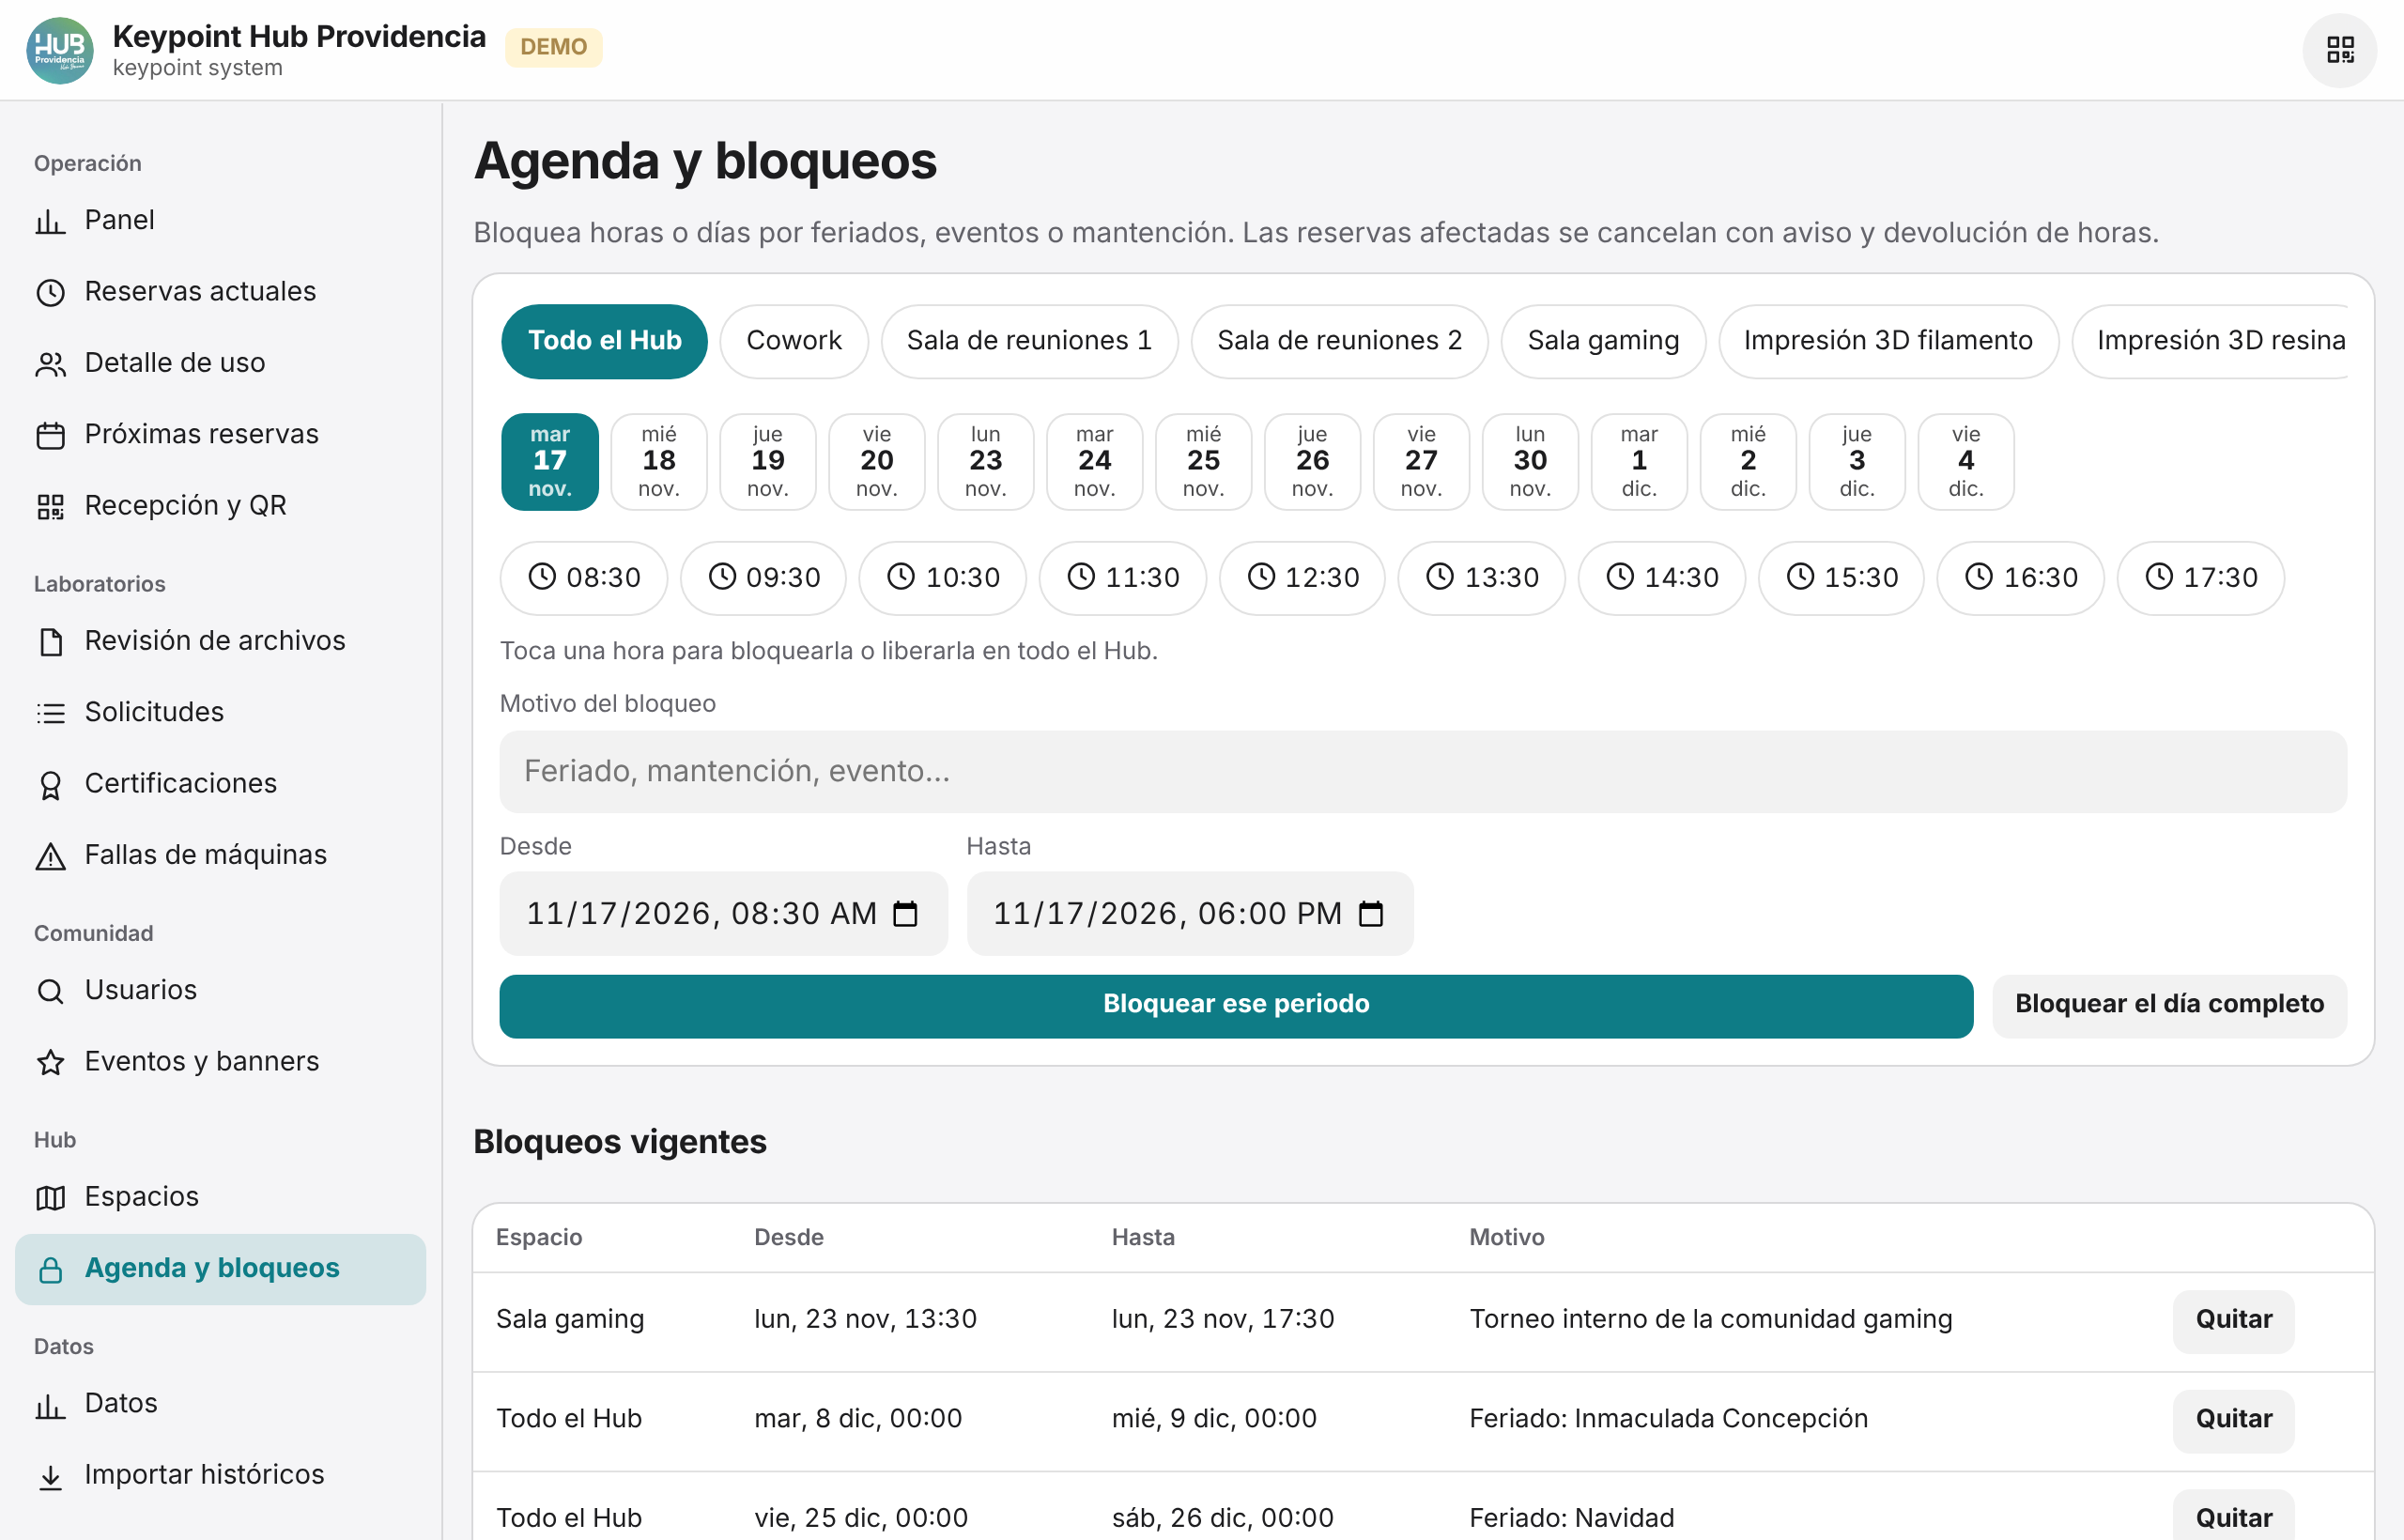 HUB
Providencia
Keypoint Hub Providencia
DEMO
keypoint system
Operación
Panel
Reservas actuales
Detalle de uso
Próximas reservas
Recepción y QR
Laboratorios
Revisión de archivos
Solicitudes
Certificaciones
Fallas de máquinas
Comunidad
Usuarios
Eventos y banners
Hub
Espacios
Agenda y bloqueos
Datos
Datos
Importar históricos
Agenda y bloqueos
Bloquea horas o días por feriados, eventos o mantención. Las reservas afectadas se cancelan con aviso y devolución de horas.
Todo el Hub Cowork Sala de reuniones 1 Sala de reuniones 2 Sala gaming Impresión 3D filamento Impresión 3D resina
mar mié jue vie lun mar mié jue vie lun mar mié jue vie
17 18 19 20 23 24 25 26 27 30 1 2 3 4
nov. nov. nov. nov. nov. nov. nov. nov. nov. nov. dic. dic. dic. dic.
08:30 09:30 10:30 11:30 12:30 13:30 14:30 15:30 16:30 17:30
Toca una hora para bloquearla o liberarla en todo el Hub.
Motivo del bloqueo
Feriado, mantención, evento...
Desde Hasta
11/17/2026, 08:30 AM 11/17/2026, 06:00 PM
Bloquear ese periodo Bloquear el día completo
Bloqueos vigentes
Espacio Desde Hasta Motivo
Sala gaming lun, 23 nov, 13:30 lun, 23 nov, 17:30 Torneo interno de la comunidad gaming Quitar
Todo el Hub mar, 8 dic, 00:00 mié, 9 dic, 00:00 Feriado: Inmaculada Concepción Quitar
Todo el Hub vie, 25 dic, 00:00 sáb, 26 dic, 00:00 Feriado: Navidad Quitar